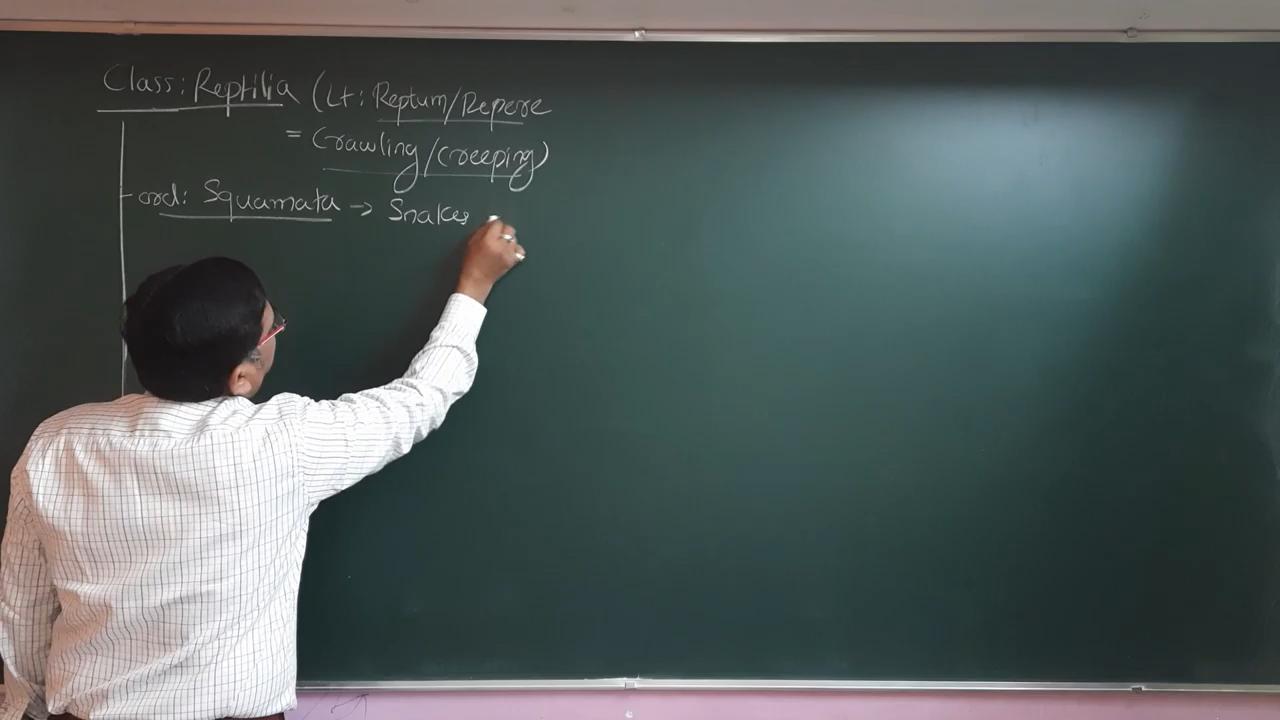 Class: Reptilia (Lt: Reptum/Repere
= Crawling/Creeping)
ord: Squamata → Snakes